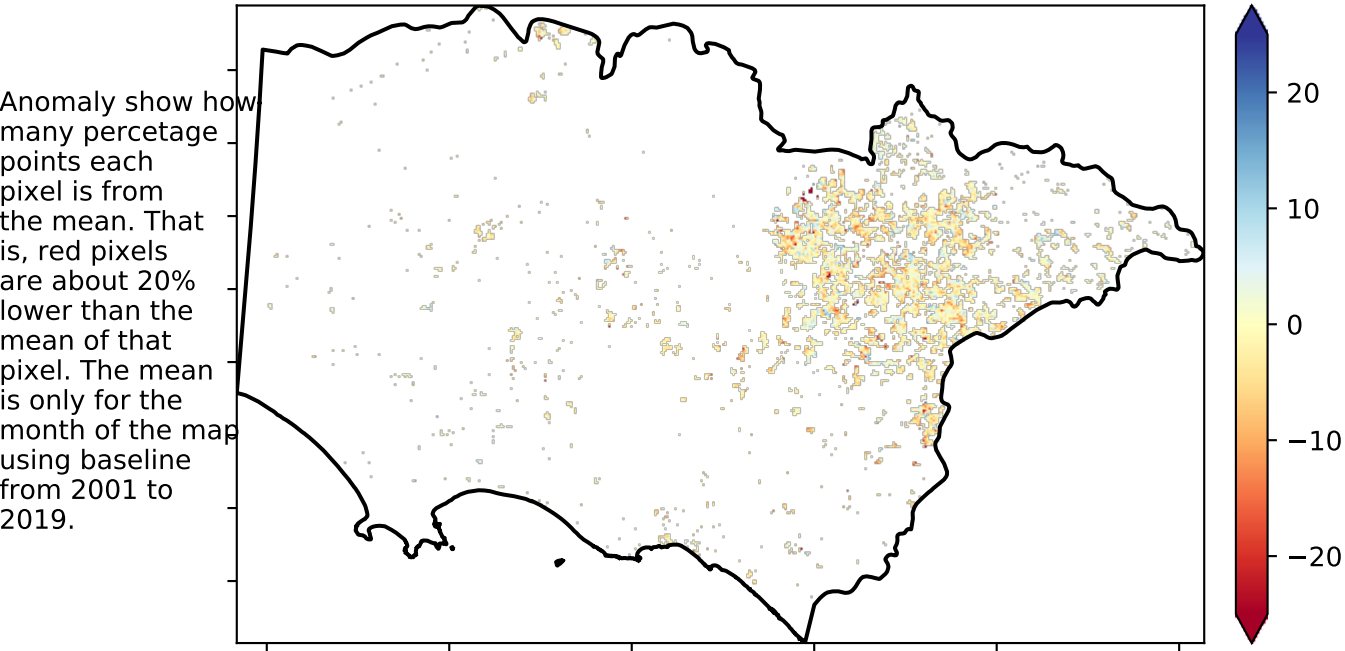 Anomaly show how
many percetage
points each
pixel is from
the mean. That
is, red pixels
are about 20%
lower than the
mean of that
pixel. The mean
is only for the
month of the map
using baseline
from 2001 to
2019.
20
10
0
−10
−20